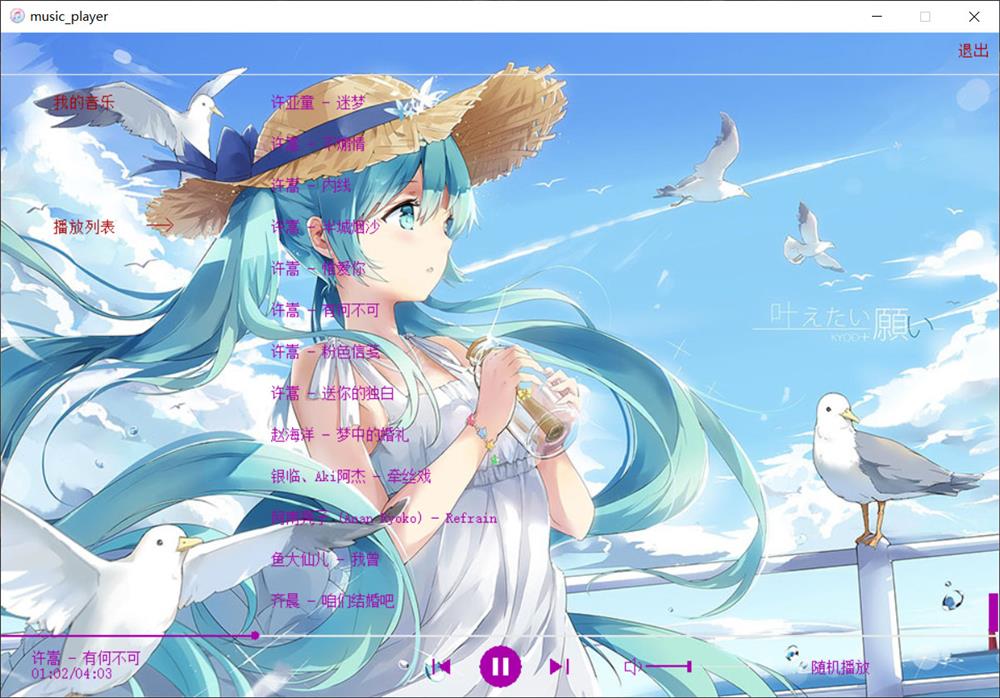 music_player
退出
我的音乐
播放列表
许亚童 - 迷梦
许嵩 - 不煽情
许嵩 - 内线
许嵩 - 半城烟沙
许嵩 - 惟爱你
许嵩 - 有何不可
许嵩 - 粉色信笺
许嵩 - 送你的独白
赵海洋 - 梦中的婚礼
银临、Aki阿杰 - 牵丝戏
阿南亮子 (Anan Ryoko) - Refrain
鱼大仙儿 - 我曾
齐晨 - 咱们结婚吧
叶えたい願い
KYOO+
许嵩 - 有何不可
01:02/04:03
随机播放